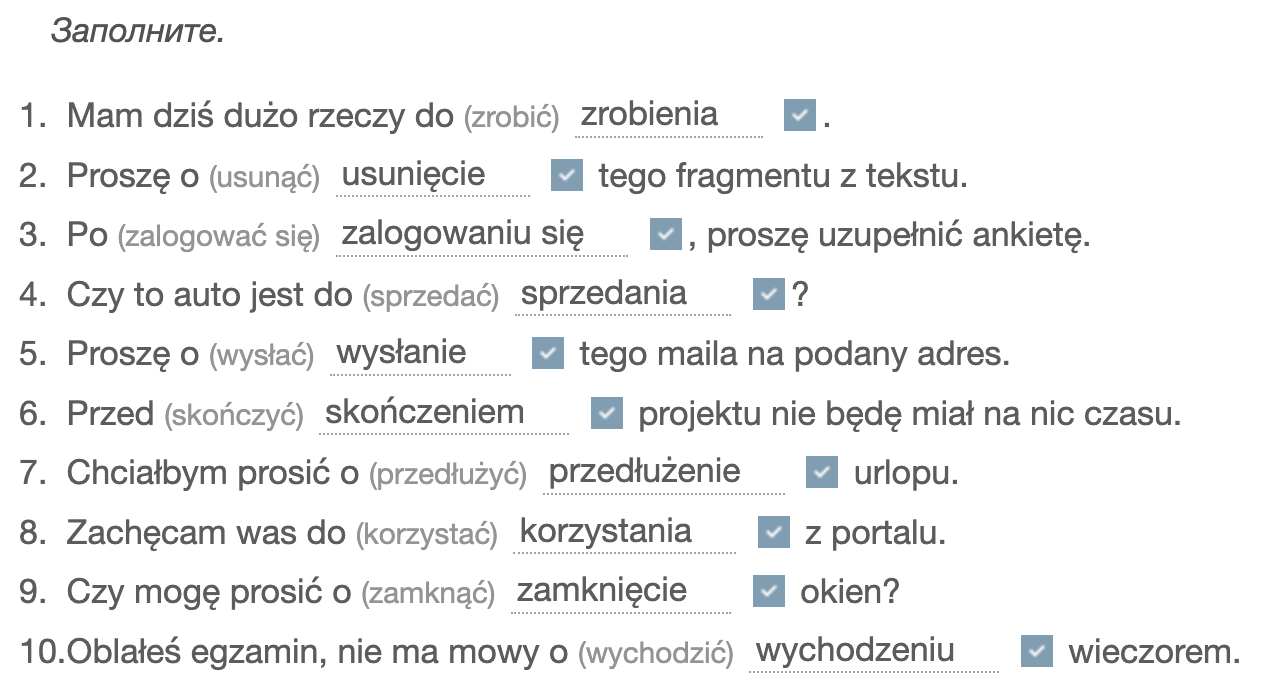 Заполните.
1. Mam dziś dużo rzeczy do (zrobić) zrobienia .
2. Proszę o (usunąć) usunięcie tego fragmentu z tekstu.
3. Po (zalogować się) zalogowaniu się , proszę uzupełnić ankietę.
4. Czy to auto jest do (sprzedać) sprzedania ?
5. Proszę o (wysłać) wysłanie tego maila na podany adres.
6. Przed (skończyć) skończeniem projektu nie będę miał na nic czasu.
7. Chciałbym prosić o (przedłużyć) przedłużenie urlopu.
8. Zachęcam was do (korzystać) korzystania z portalu.
9. Czy mogę prosić o (zamknąć) zamknięcie okien?
10.Oblałeś egzamin, nie ma mowy o (wychodzić) wychodzeniu wieczorem.